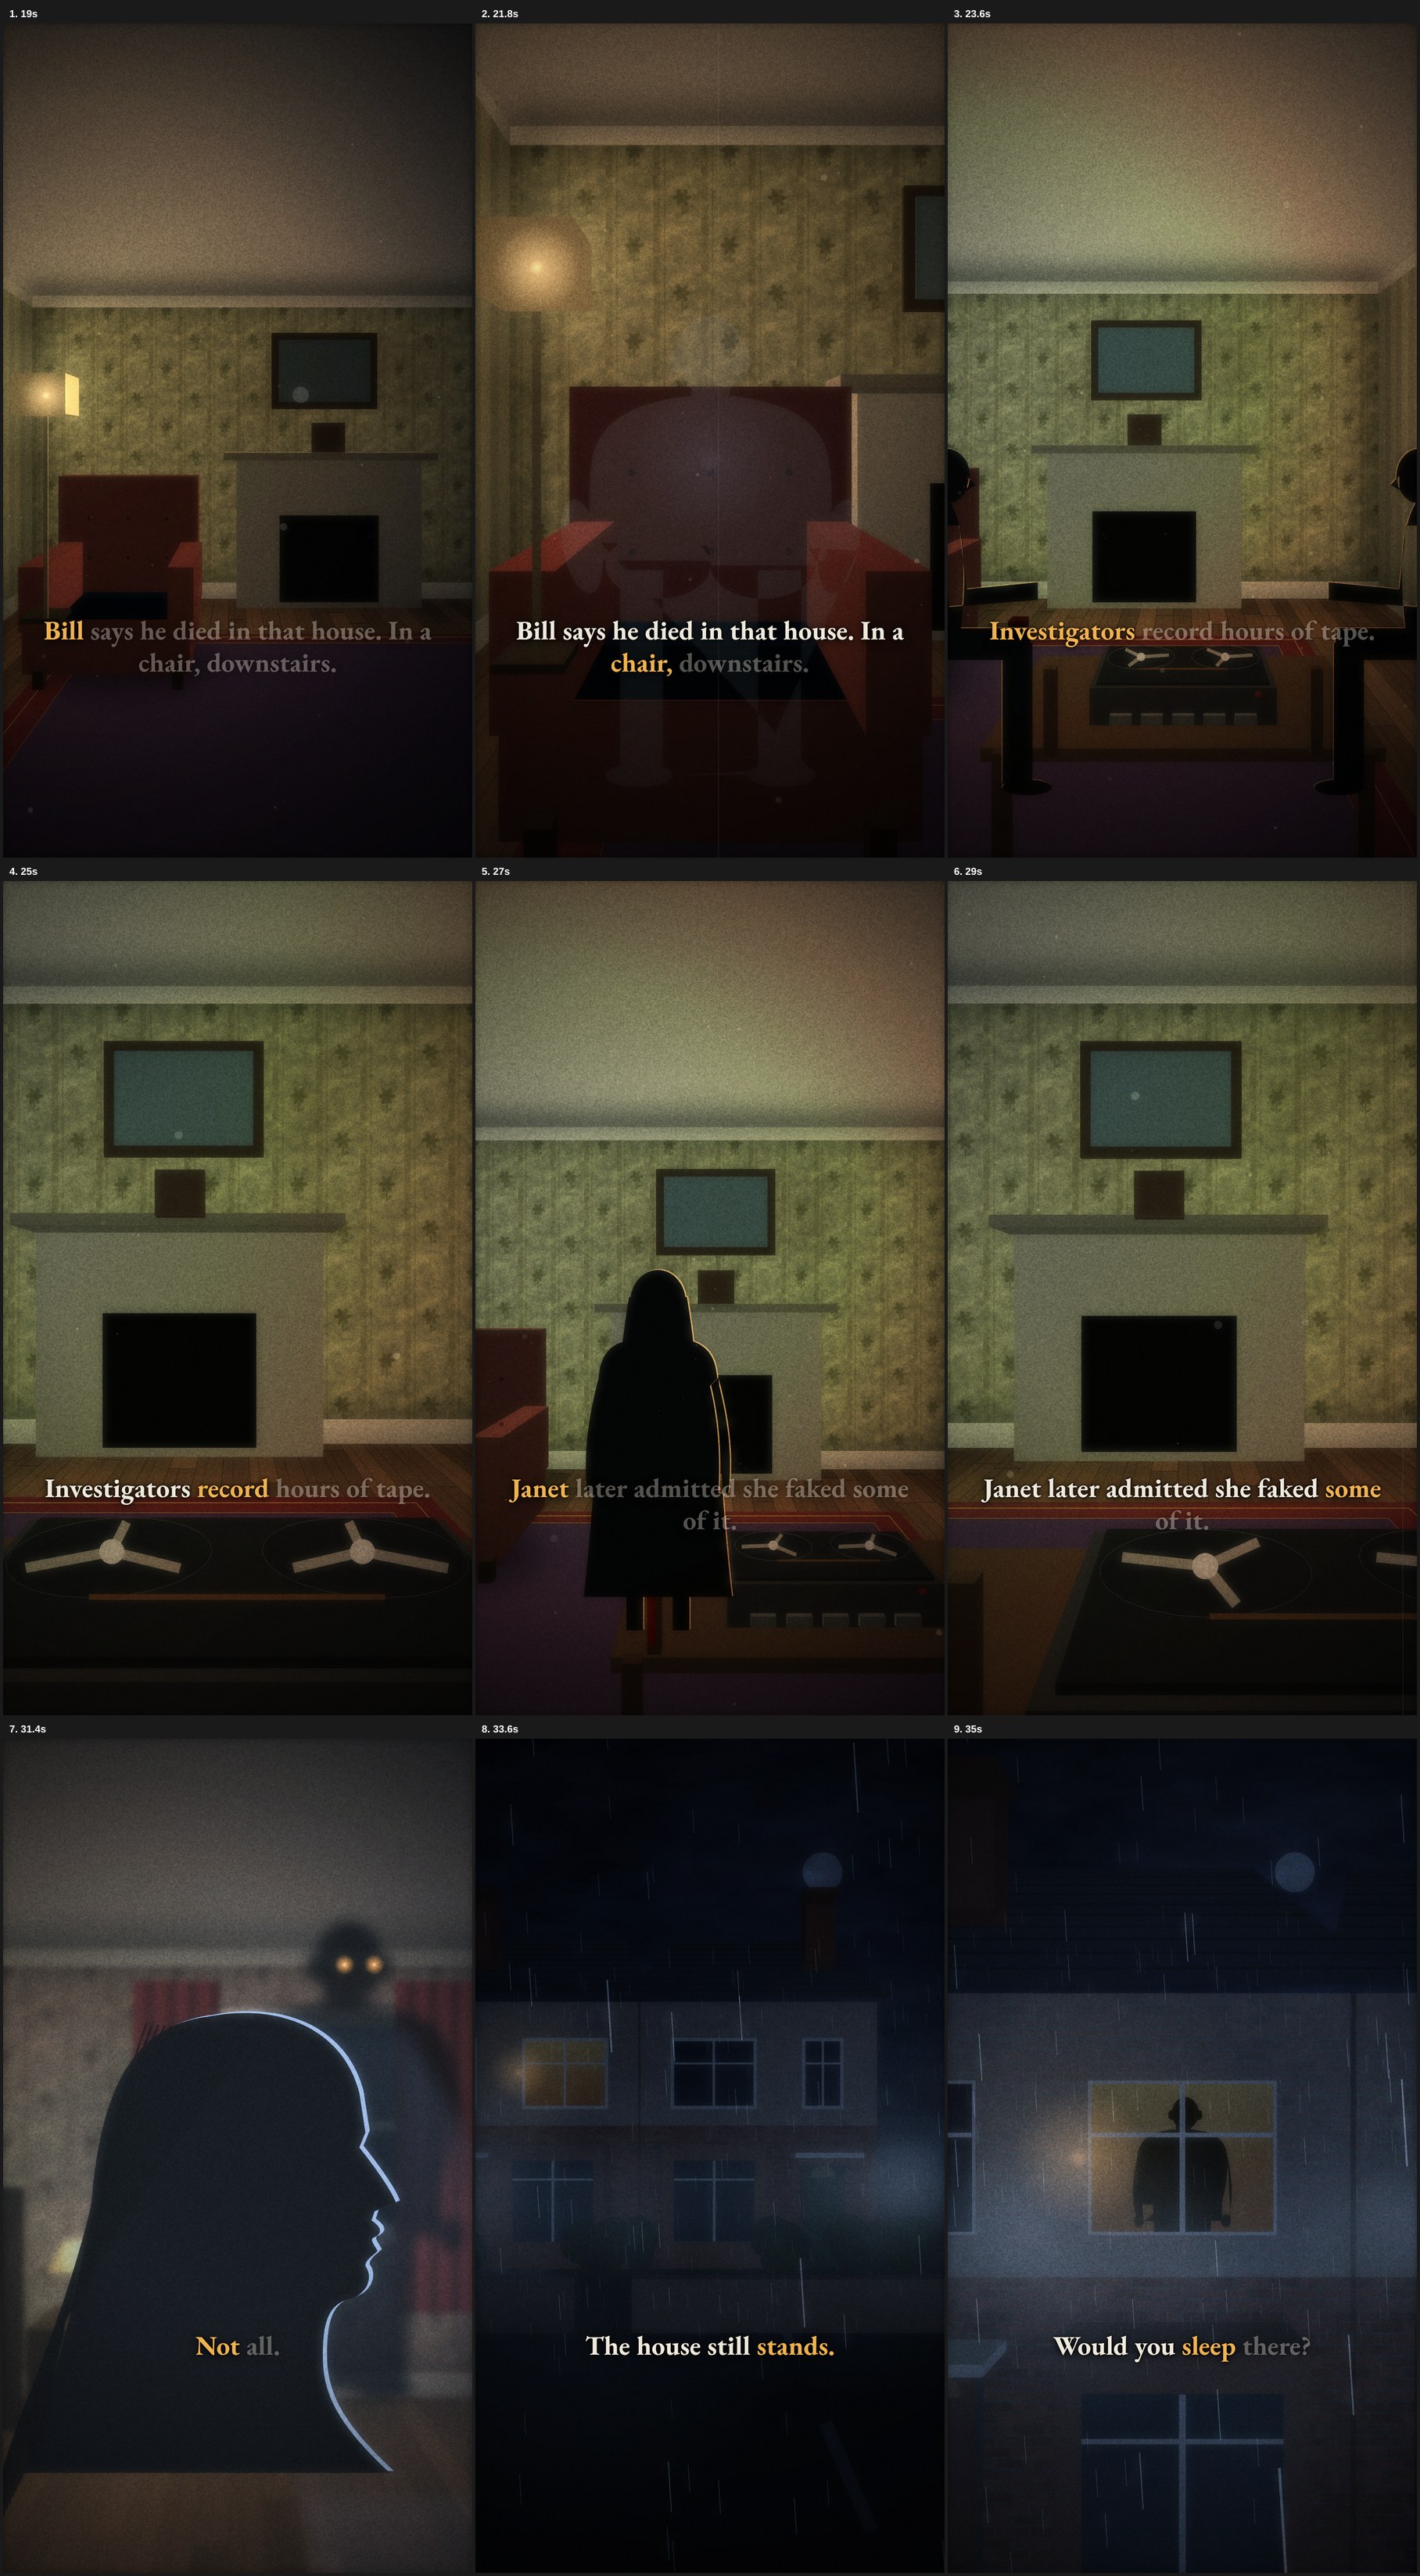 1. 19s
Bill says he died in that house. In a
chair, downstairs.
2. 21.8s
Bill says he died in that house. In a
chair, downstairs.
3. 23.6s
Investigators record hours of tape.
4. 25s
Investigators record hours of tape.
5. 27s
Janet later admitted she faked some
of it.
6. 29s
Janet later admitted she faked some
of it.
7. 31.4s
Not all.
8. 33.6s
The house still stands.
9. 35s
Would you sleep there?